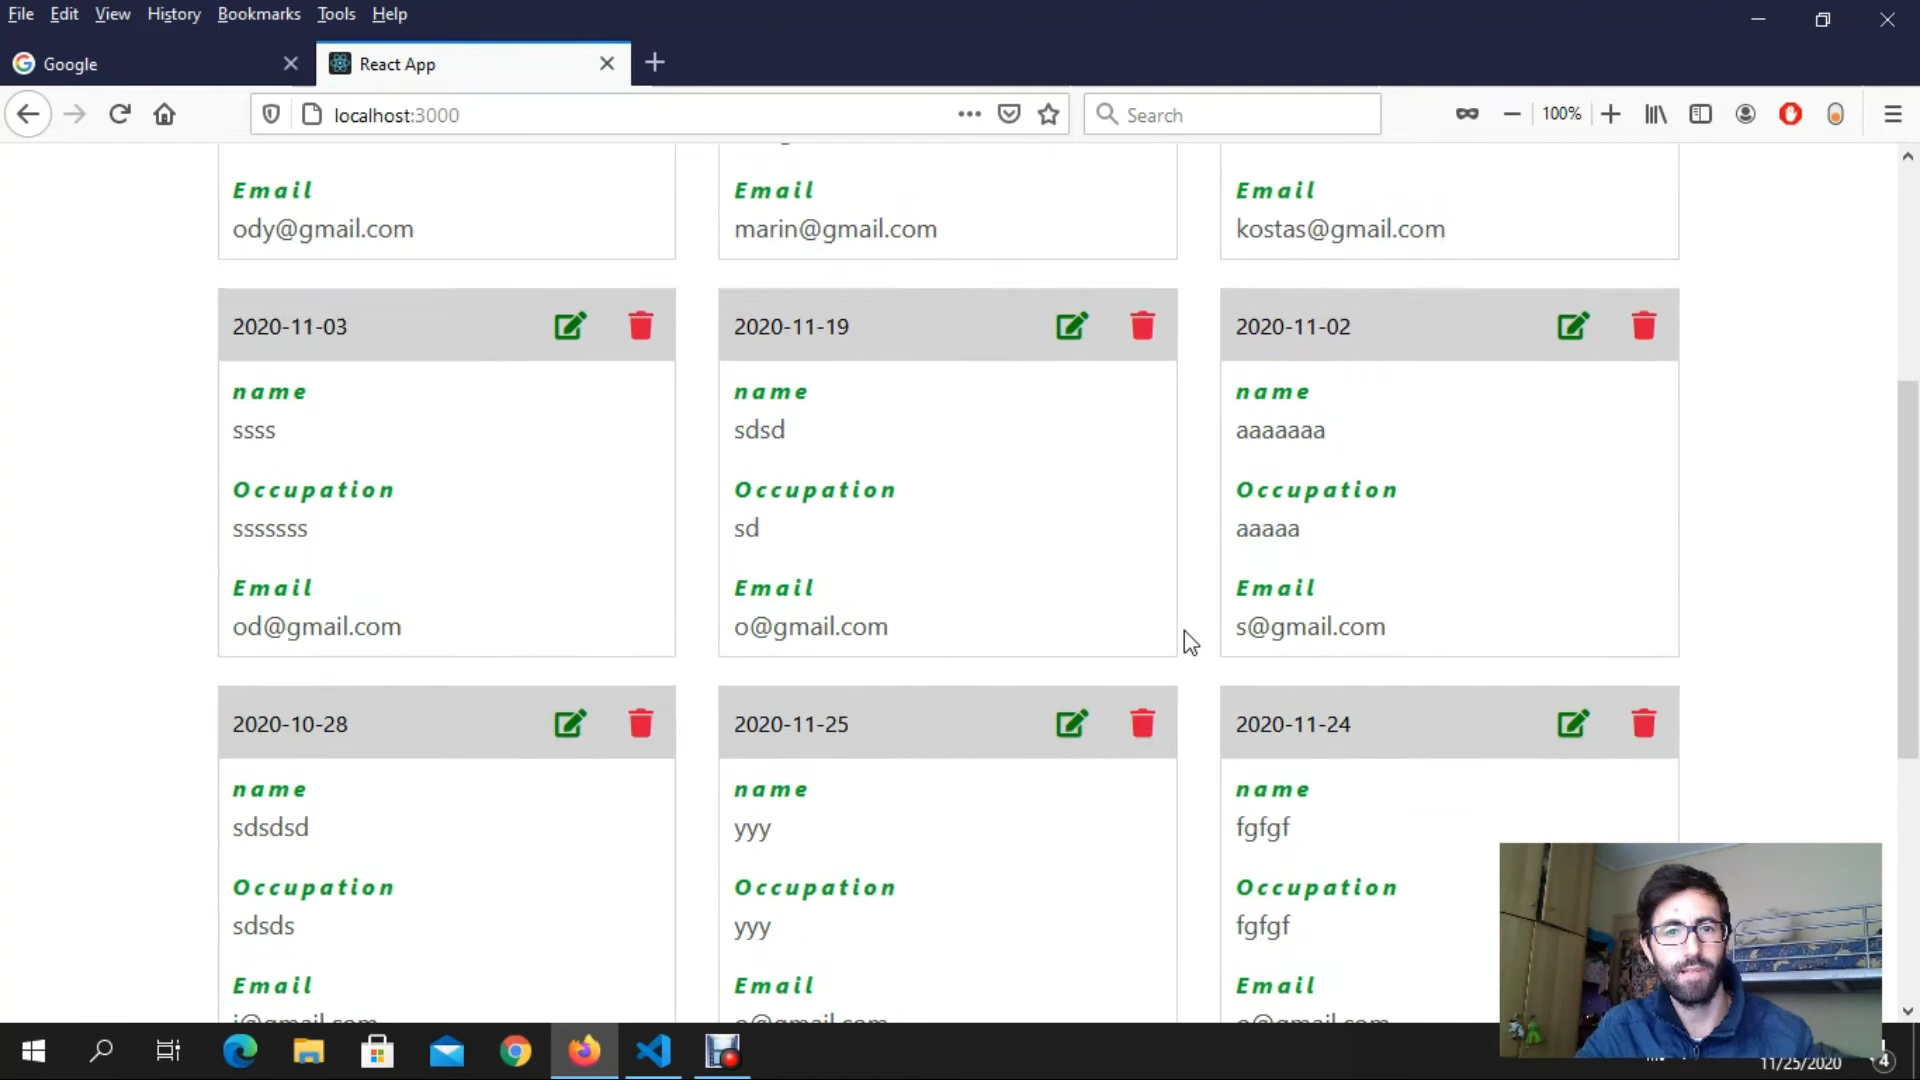 File Edit View History Bookmarks Tools Help
Google
React App
localhost:3000
Search
100%
Email Email Email
ody@gmail.com marin@gmail.com kostas@gmail.com
2020-11-03 2020-11-19 2020-11-02
name name name
ssss sdsd aaaaaaa
Occupation Occupation Occupation
sssssss sd aaaaa
Email Email Email
od@gmail.com o@gmail.com s@gmail.com
2020-10-28 2020-11-25 2020-11-24
name name name
sdsdsd yyy fgfgf
Occupation Occupation Occupation
sdsds yyy fgfgf
Email Email Email
11/25/2020
4